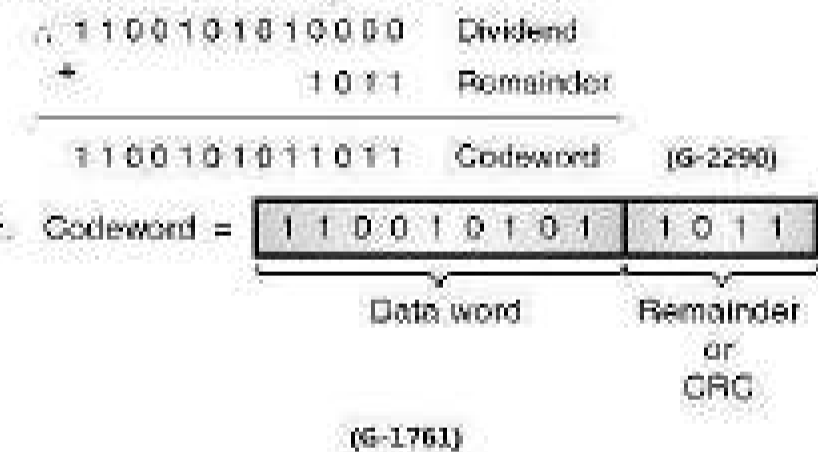 ∴ 1 1 0 0 1 0 1 0 1 0 0 0 0 Dividend
+ 1 0 1 1 Remainder
1 1 0 0 1 0 1 0 1 1 0 1 1 Codeword (G-2290)
Codeword = 1 1 0 0 1 0 1 0 1 1 0 1 1
Data word Remainder
or
CRC
(G-1761)